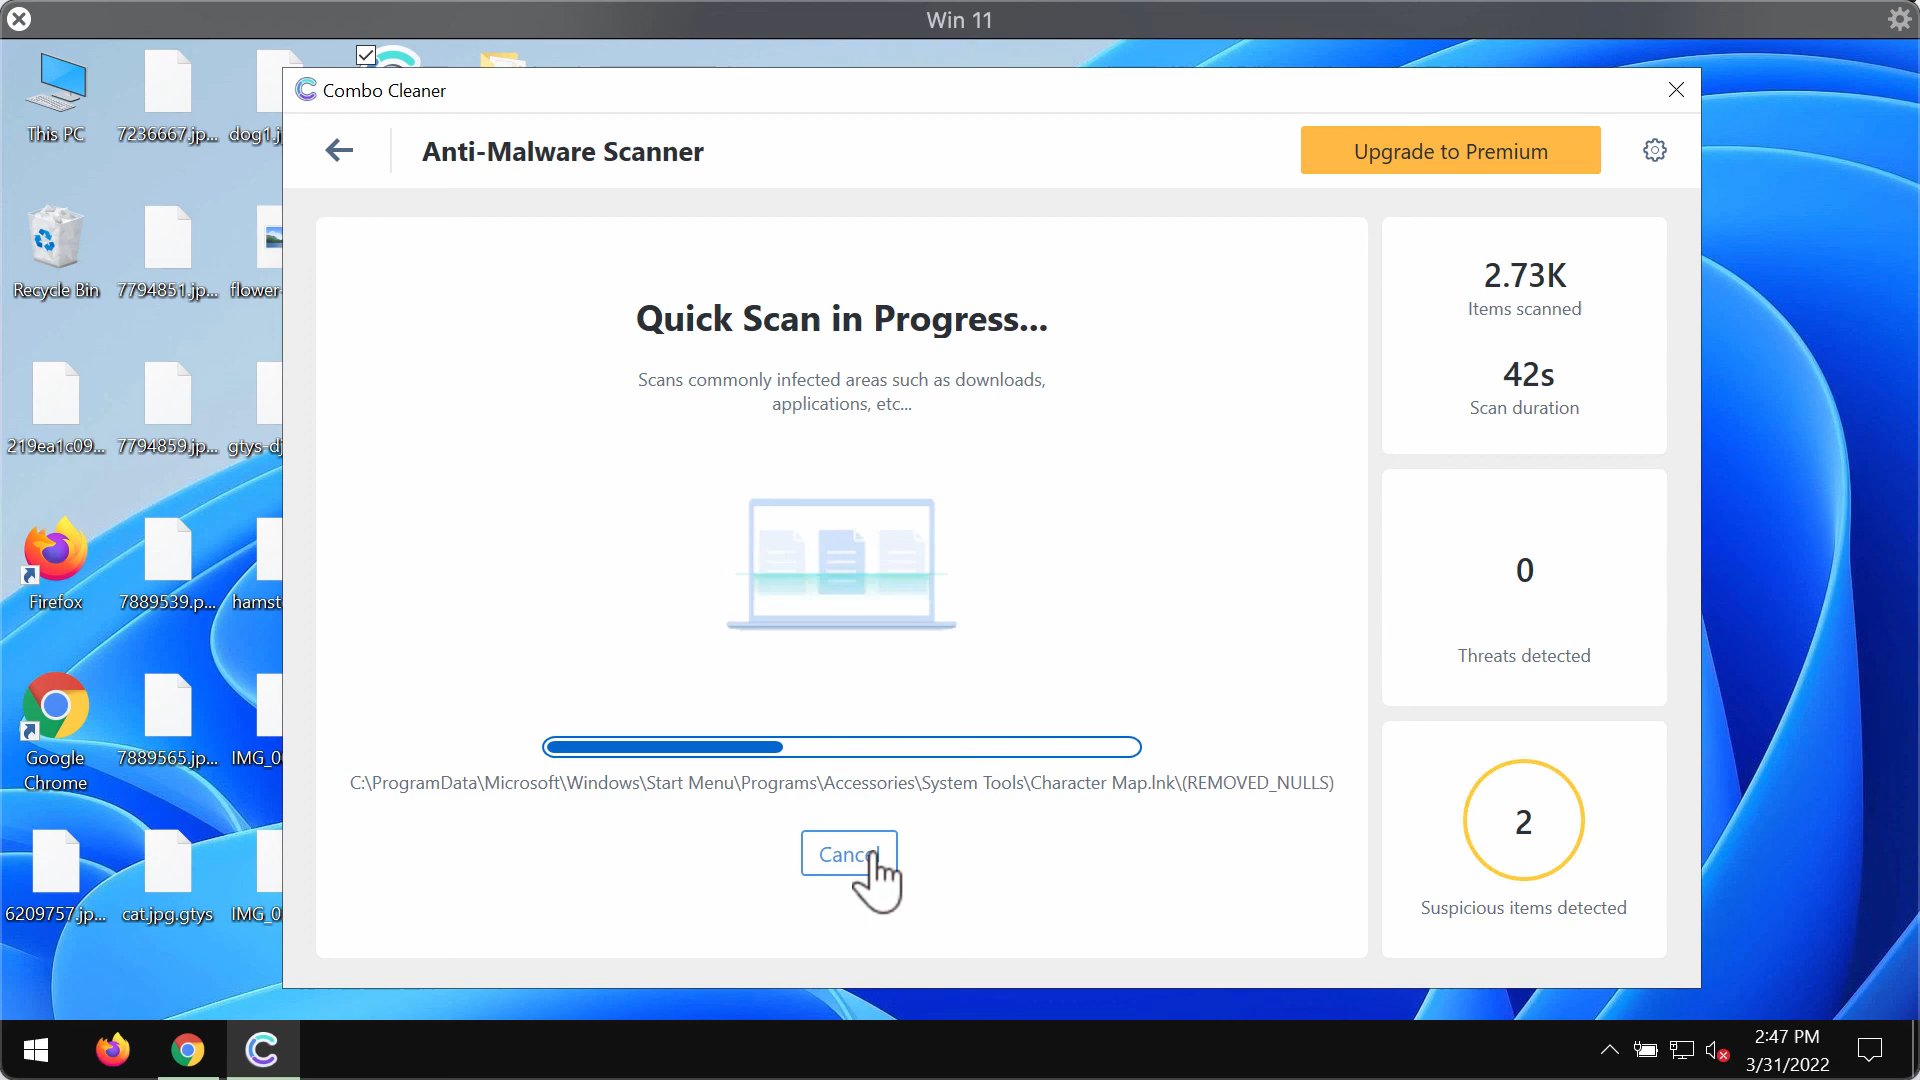 Win 11
This PC
7236667.jp...
dog1.j
Recycle Bin
7794851.jp...
flower-
219ea1c09...
7794859.jp...
gtys-d
Firefox
7889539.p...
hamst
Google
Chrome
7889565.jp...
IMG_0
6209757.jp...
cat.jpg.gtys
IMG_0
Combo Cleaner
Anti-Malware Scanner
Upgrade to Premium
Quick Scan in Progress...
Scans commonly infected areas such as downloads,
applications, etc...
C:\ProgramData\Microsoft\Windows\Start Menu\Programs\Accessories\System Tools\Character Map.lnk\(REMOVED_NULLS)
Cancel
2.73K
Items scanned
42s
Scan duration
0
Threats detected
2
Suspicious items detected
2:47 PM
3/31/2022